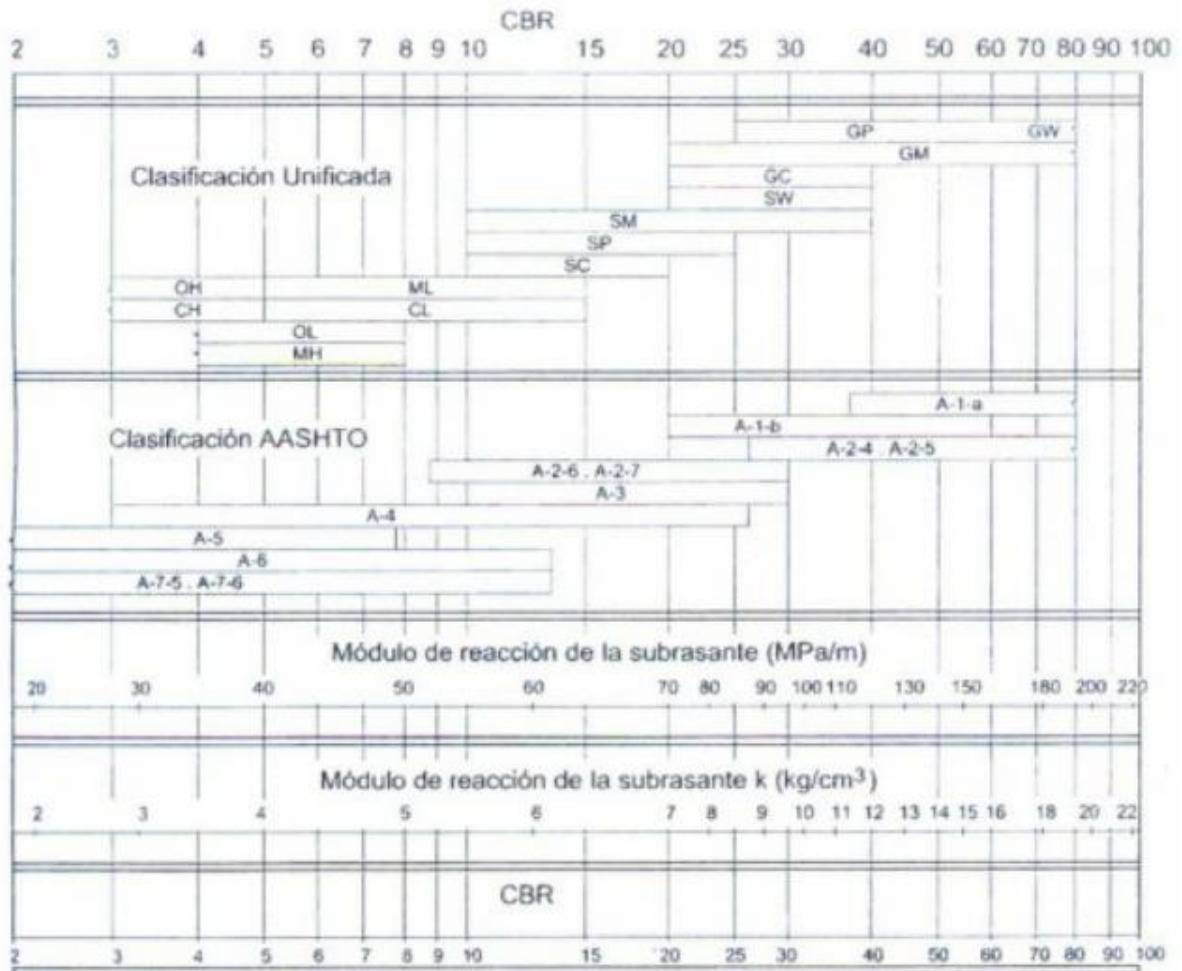 CBR
2 3 4 5 6 7 8 9 10 15 20 25 30 40 50 60 70 80 90 100
GP GW
GM
Clasificación Unificada
GC
SW
SM
SP
SC
OH ML
CH CL
OL
MH
A-1-a
A-1-b
Clasificación AASHTO
A-2-4 . A-2-5
A-2-6 . A-2-7
A-3
A-4
A-5
A-6
A-7-5 . A-7-6
Módulo de reacción de la subrasante (MPa/m)
20 30 40 50 60 70 80 90 100 110 130 150 180 200 220
Módulo de reacción de la subrasante k (kg/cm³)
2 3 4 5 6 7 8 9 10 11 12 13 14 15 16 18 20 22
CBR
2 3 4 5 6 7 8 9 10 15 20 25 30 40 50 60 70 80 90 100